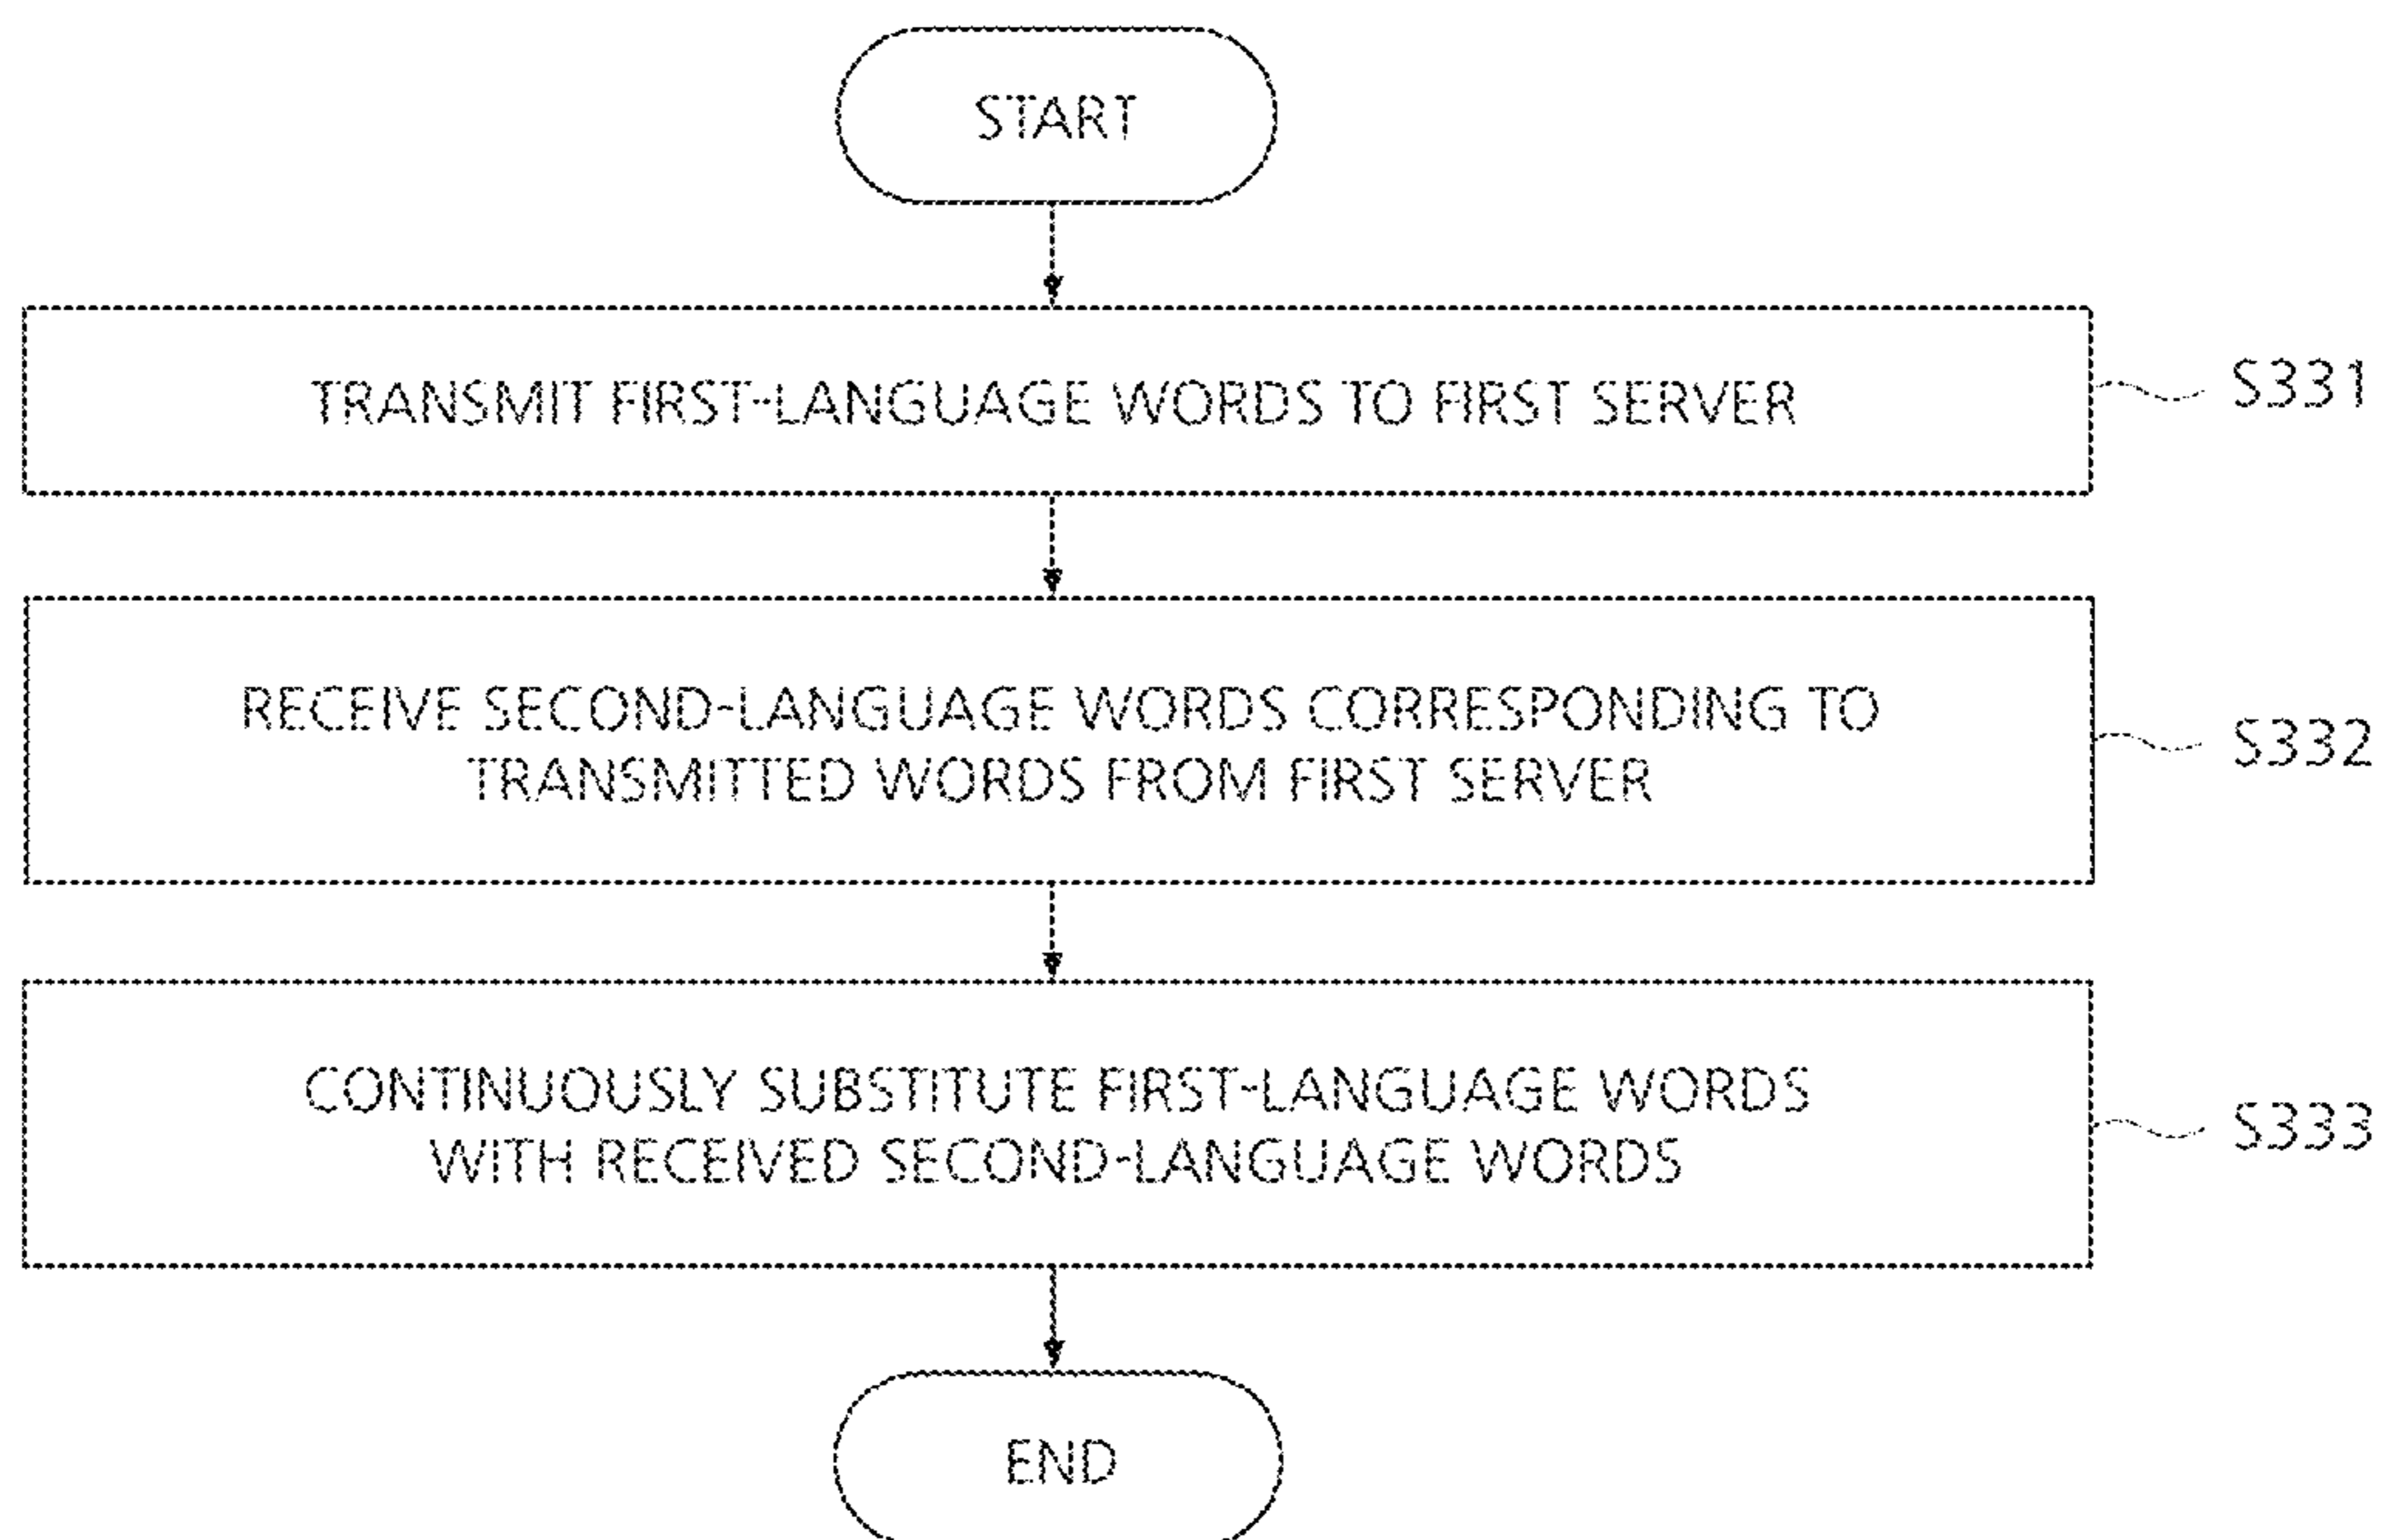 START
TRANSMIT FIRST-LANGUAGE WORDS TO FIRST SERVER
S331
RECEIVE SECOND-LANGUAGE WORDS CORRESPONDING TO
TRANSMITTED WORDS FROM FIRST SERVER
S332
CONTINUOUSLY SUBSTITUTE FIRST-LANGUAGE WORDS
WITH RECEIVED SECOND-LANGUAGE WORDS
S333
END